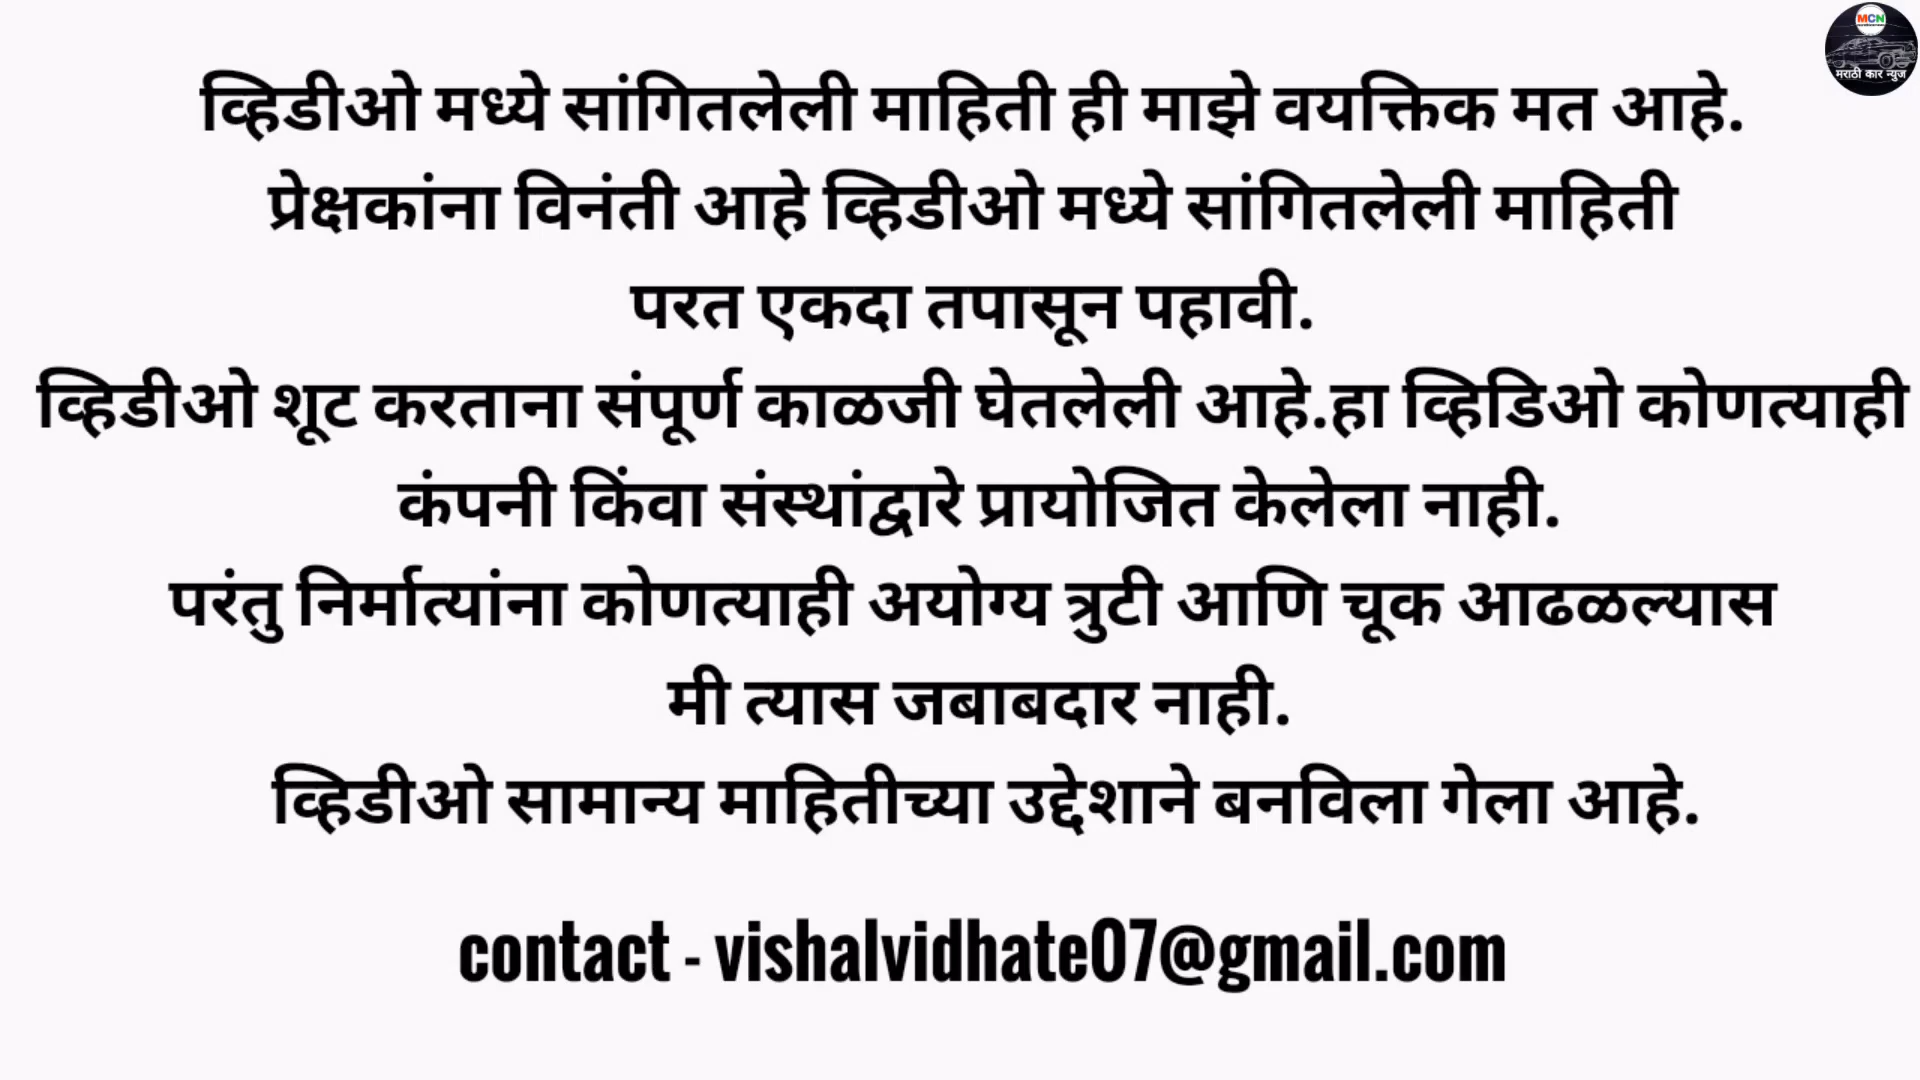 MCN
मराठी कार न्युज
व्हिडीओ मध्ये सांगितलेली माहिती ही माझे वयक्तिक मत आहे.
प्रेक्षकांना विनंती आहे व्हिडीओ मध्ये सांगितलेली माहिती
परत एकदा तपासून पहावी.
व्हिडीओ शूट करताना संपूर्ण काळजी घेतलेली आहे.हा व्हिडिओ कोणत्याही
कंपनी किंवा संस्थांद्वारे प्रायोजित केलेला नाही.
परंतु निर्मात्यांना कोणत्याही अयोग्य त्रुटी आणि चूक आढळल्यास
मी त्यास जबाबदार नाही.
व्हिडीओ सामान्य माहितीच्या उद्देशाने बनविला गेला आहे.
contact - vishalvidhate07@gmail.com